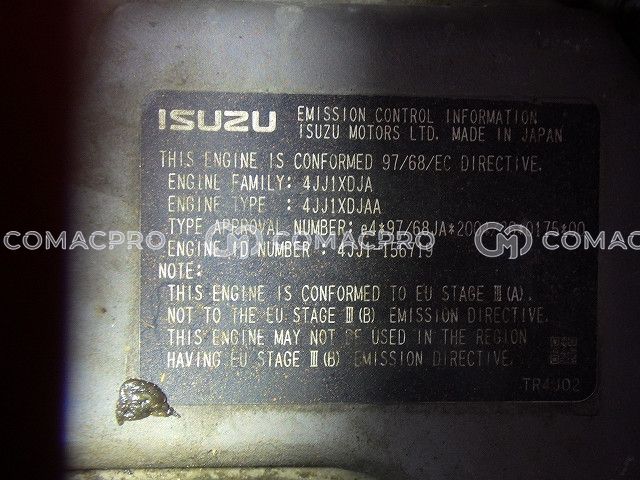 ISUZU
EMISSION CONTROL INFORMATION
ISUZU MOTORS LTD. MADE IN JAPAN
THIS ENGINE IS CONFORMED 97/68/EC DIRECTIVE.
ENGINE FAMILY: 4JJ1XDJA
ENGINE TYPE : 4JJ1XDJAA
TYPE APPROVAL NUMBER:
COMACPRO COMACPRO COMAC
ENGINE ID NUMBER : 4JJ1-156719
NOTE:
THIS ENGINE IS CONFORMED TO EU STAGE Ⅲ(A).
NOT TO THE EU STAGE Ⅲ(B) EMISSION DIRECTIVE.
THIS ENGINE MAY NOT BE USED IN THE REGION
HAVING EU STAGE Ⅲ(B) EMISSION DIRECTIVE.
TR4J02